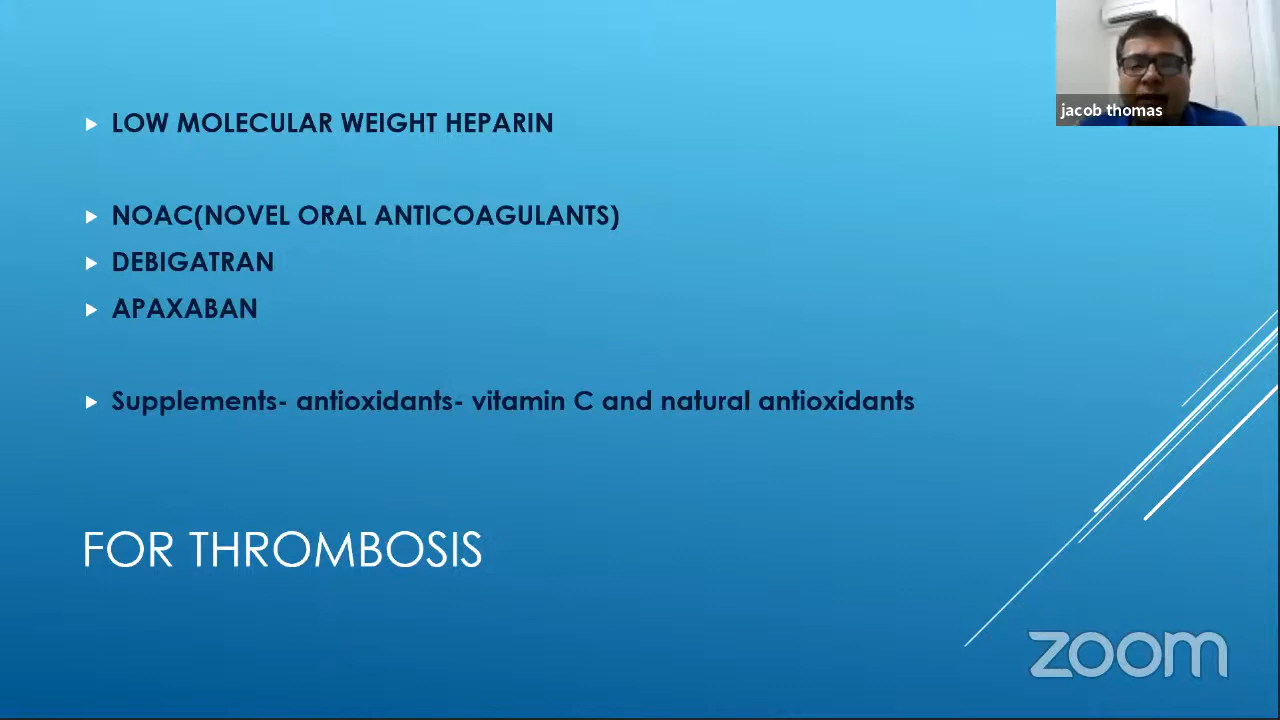 jacob thomas
LOW MOLECULAR WEIGHT HEPARIN
NOAC(NOVEL ORAL ANTICOAGULANTS)
DEBIGATRAN
APAXABAN
Supplements- antioxidants- vitamin C and natural antioxidants
FOR THROMBOSIS
zoom